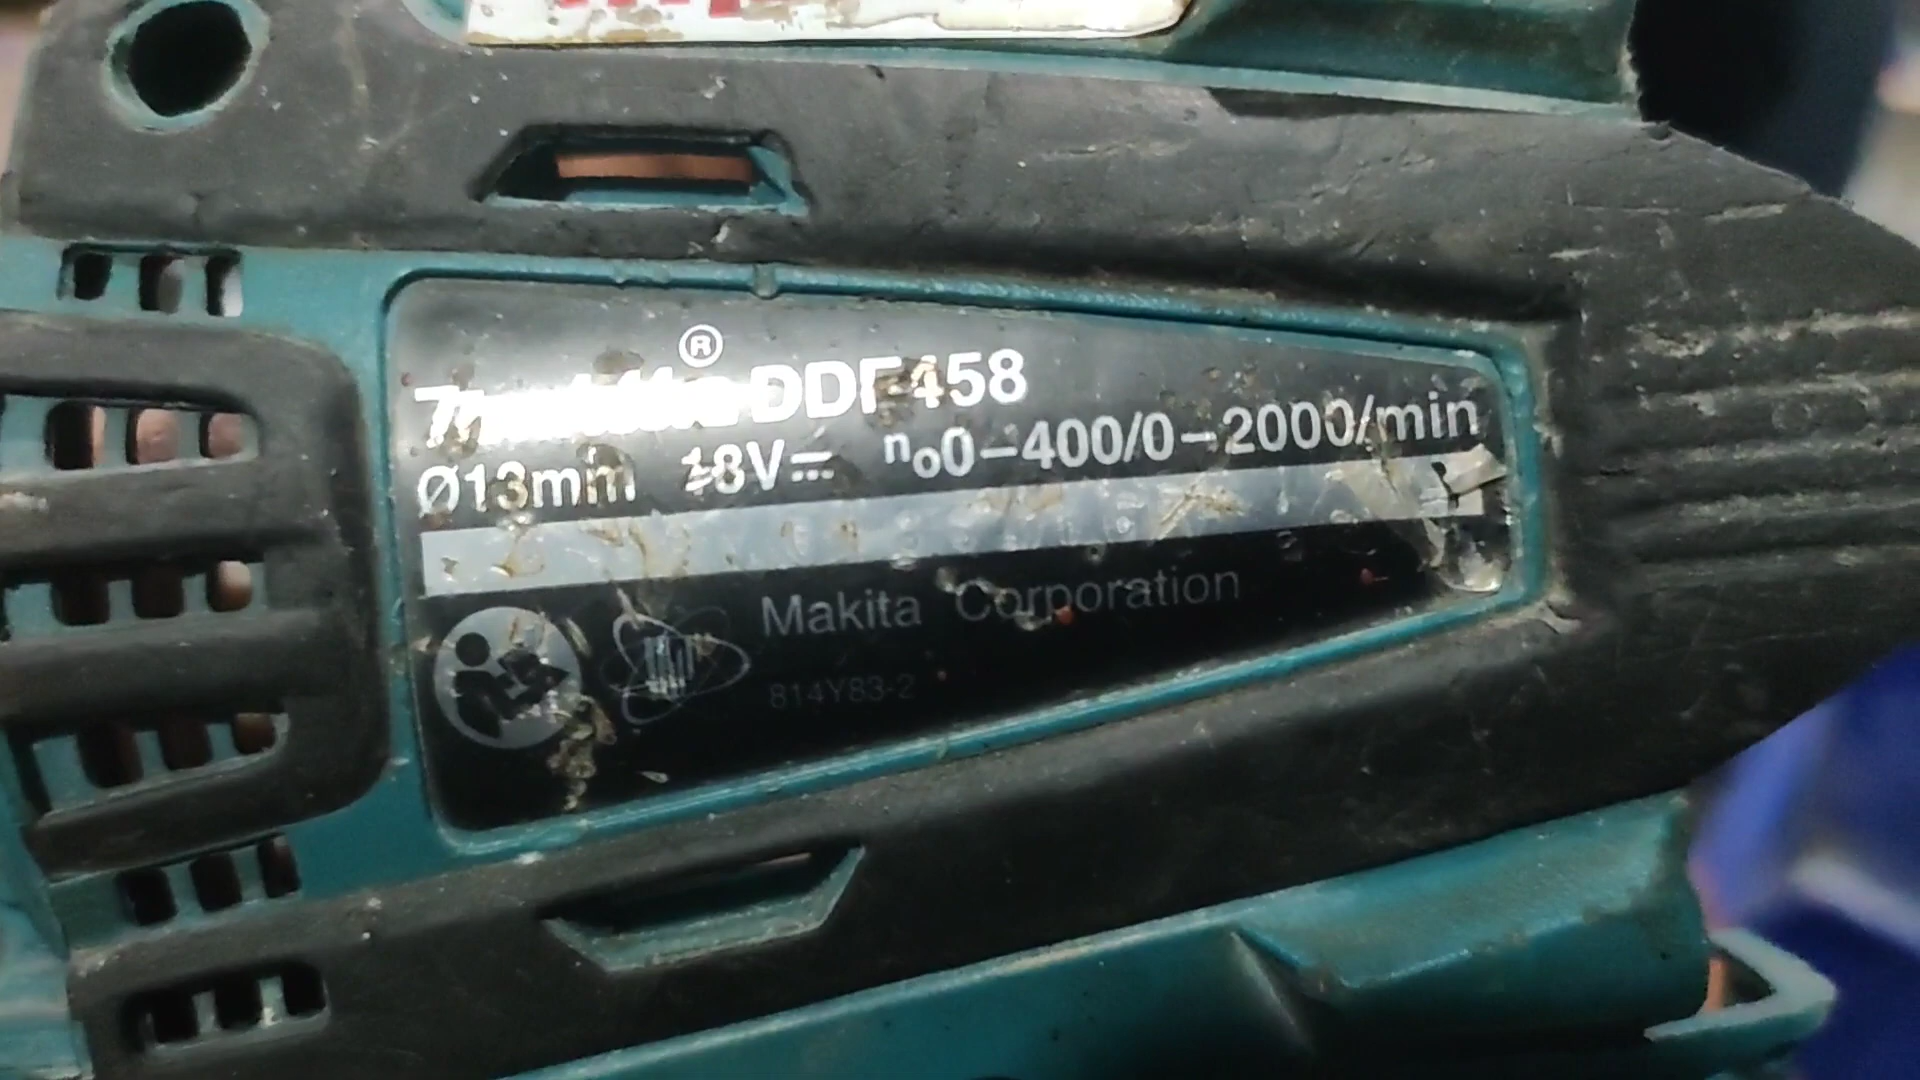 ®
Makita DDF458
Ø13mm 18V⎓ n₀0-400/0-2000/min
Makita Corporation
814Y83-2